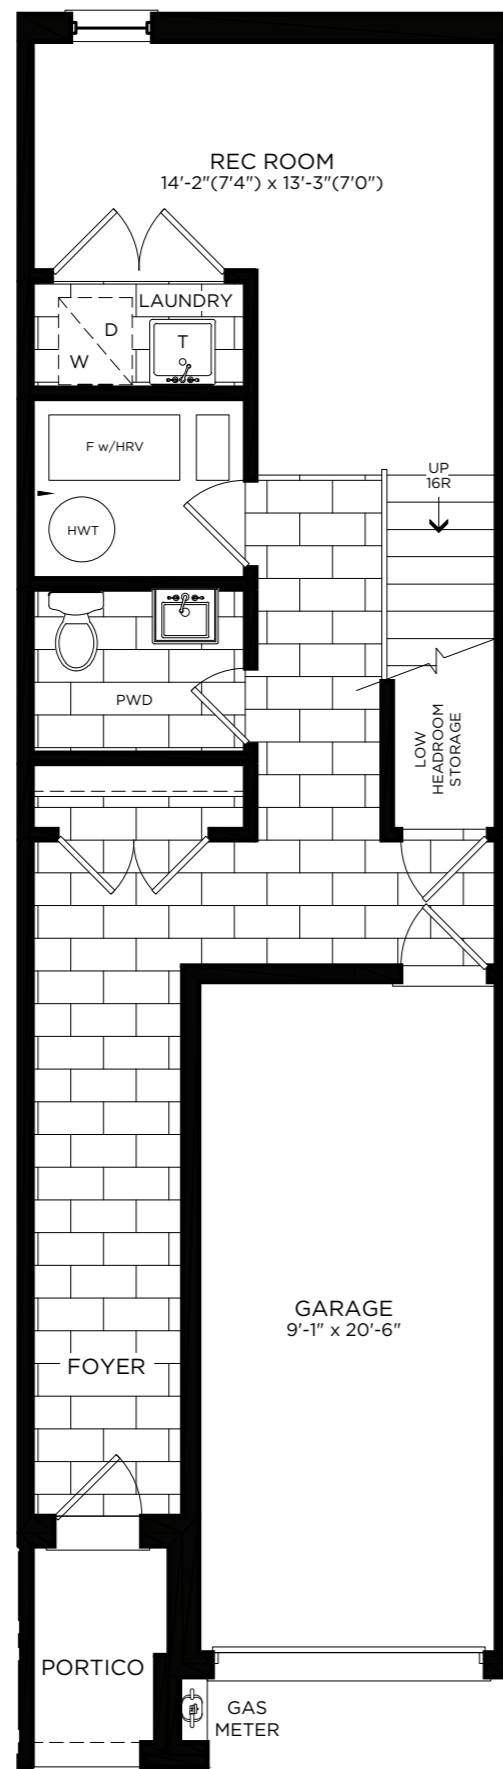 REC ROOM
14'-2"(7'4") x 13'-3"(7'0")
LAUNDRY
D
W
T
F w/HRV
HWT
UP
16R
PWD
LOW
HEADROOM
STORAGE
GARAGE
9'-1" x 20'-6"
FOYER
PORTICO
GAS
METER